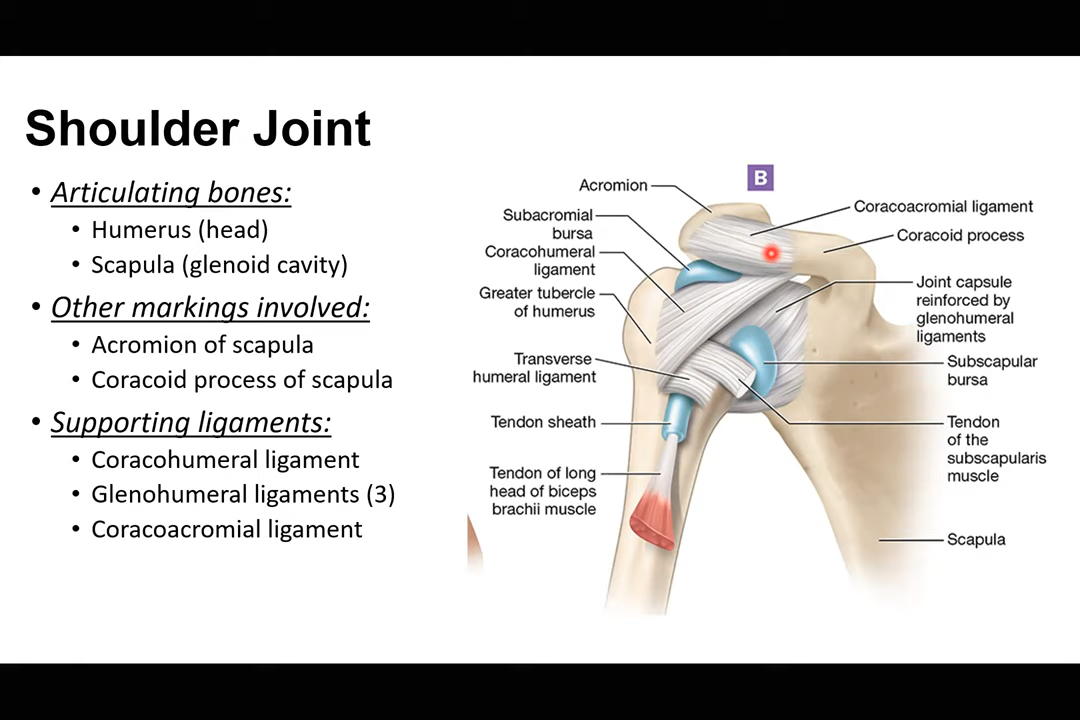 Shoulder Joint
• Articulating bones:
• Humerus (head)
• Scapula (glenoid cavity)
• Other markings involved:
• Acromion of scapula
• Coracoid process of scapula
• Supporting ligaments:
• Coracohumeral ligament
• Glenohumeral ligaments (3)
• Coracoacromial ligament
B
Acromion
Subacromial
bursa
Coracohumeral
ligament
Greater tubercle
of humerus
Transverse
humeral ligament
Tendon sheath
Tendon of long
head of biceps
brachii muscle
Coracoacromial ligament
Coracoid process
Joint capsule
reinforced by
glenohumeral
ligaments
Subscapular
bursa
Tendon
of the
subscapularis
muscle
Scapula